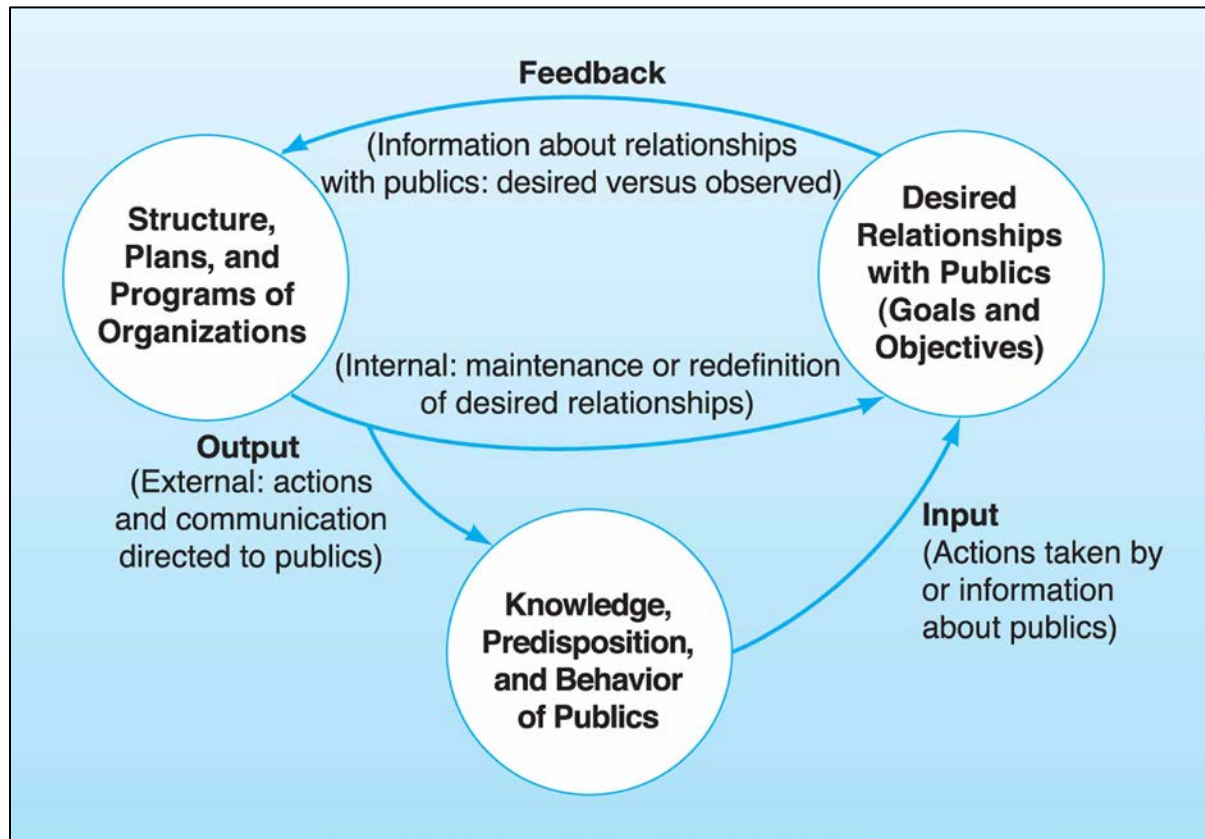 Feedback
(Information about relationships
with publics: desired versus observed)
Structure,
Plans, and
Programs of
Organizations
Desired
Relationships
with Publics
(Goals and
Objectives)
(Internal: maintenance or redefinition
of desired relationships)
Output
(External: actions
and communication
directed to publics)
Input
(Actions taken by
or information
about publics)
Knowledge,
Predisposition,
and Behavior
of Publics